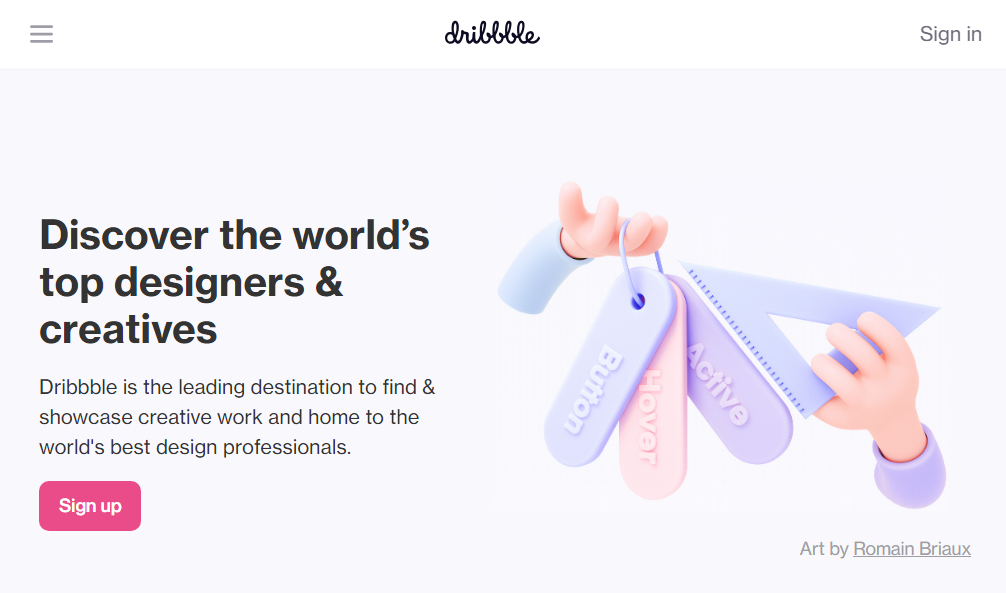 dribbble
Sign in
Discover the world’s
top designers &
creatives
Dribbble is the leading destination to find &
showcase creative work and home to the
world's best design professionals.
Sign up
Button
Hover
Active
Art by Romain Briaux